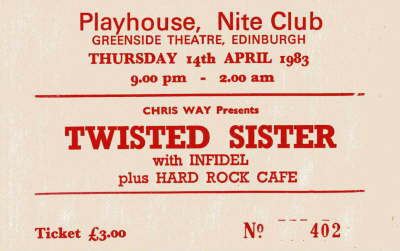 Playhouse, Nite Club
GREENSIDE THEATRE, EDINBURGH
THURSDAY 14th APRIL 1983
9.00 pm - 2.00 am
CHRIS WAY Presents
TWISTED SISTER
with INFIDEL
plus HARD ROCK CAFE
Ticket £3.00 Nº 402